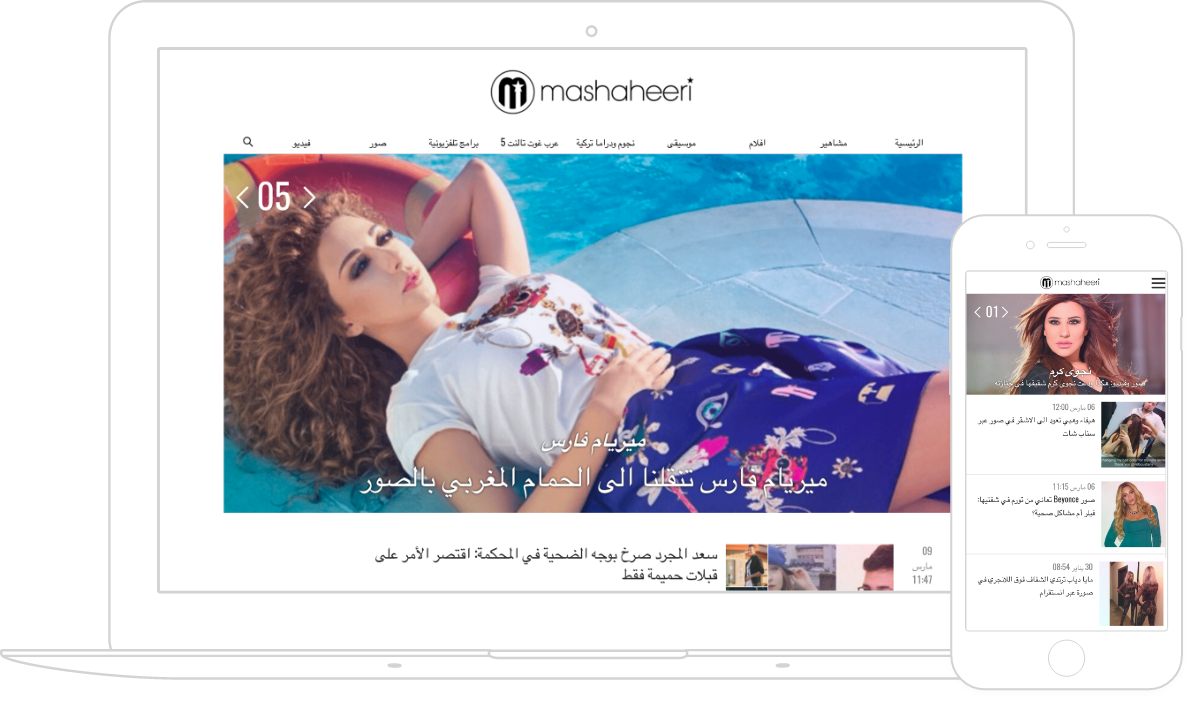 mashaheeri
الرئيسية
مشاهير
افلام
موسيقى
نجوم ودراما تركية
عرب غوت تالنت 5
برامج تلفزيونية
صور
فيديو
05
ميريام فارس
ميريام فارس تنقلنا الى الحمام المغربي بالصور
09
مارس
11:47
سعد المجرد صرخ بوجه الضحية في المحكمة: اقتصر الأمر على
قبلات حميمة فقط
mashaheeri
01
نجوى كرم
صور وفيديو: هكذا ودعت نجوى كرم شقيقها في جنازته
06 مارس 12:00
هيفاء وهبي تعود الى الاشقر في صور عبر
سناب شات
06 مارس 11:15
صور Beyonce تعاني من تورم في شفتيها:
فيلر أم مشاكل صحية؟
30 يناير 08:54
مايا دياب ترتدي الشفاف فوق اللانجري في
صورة عبر انستقرام